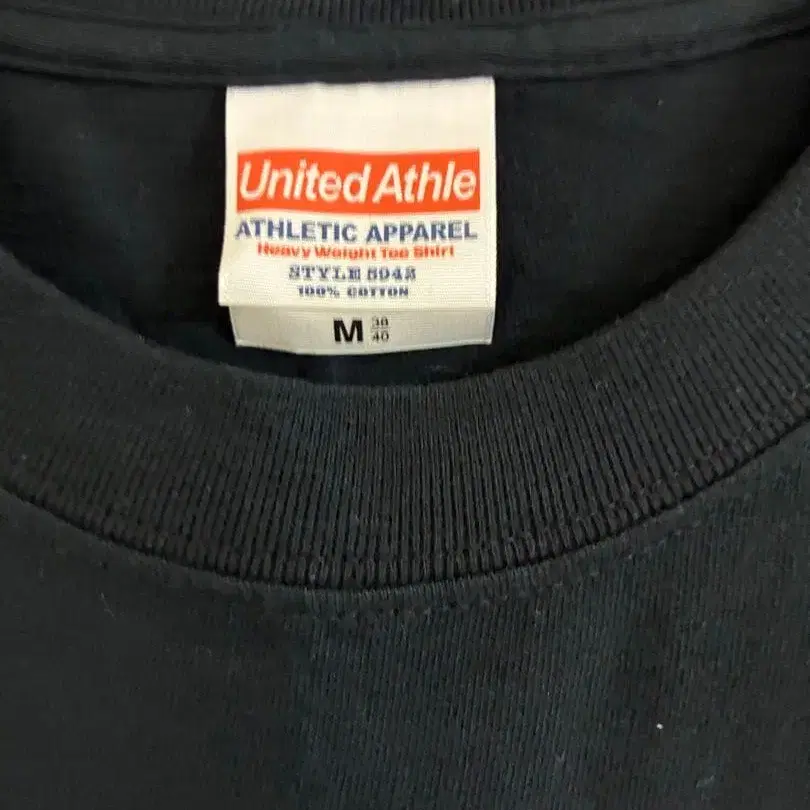 United Athle
ATHLETIC APPAREL
Heavy Weight Tee Shirt
STYLE 5942
100% COTTON
M 38
40